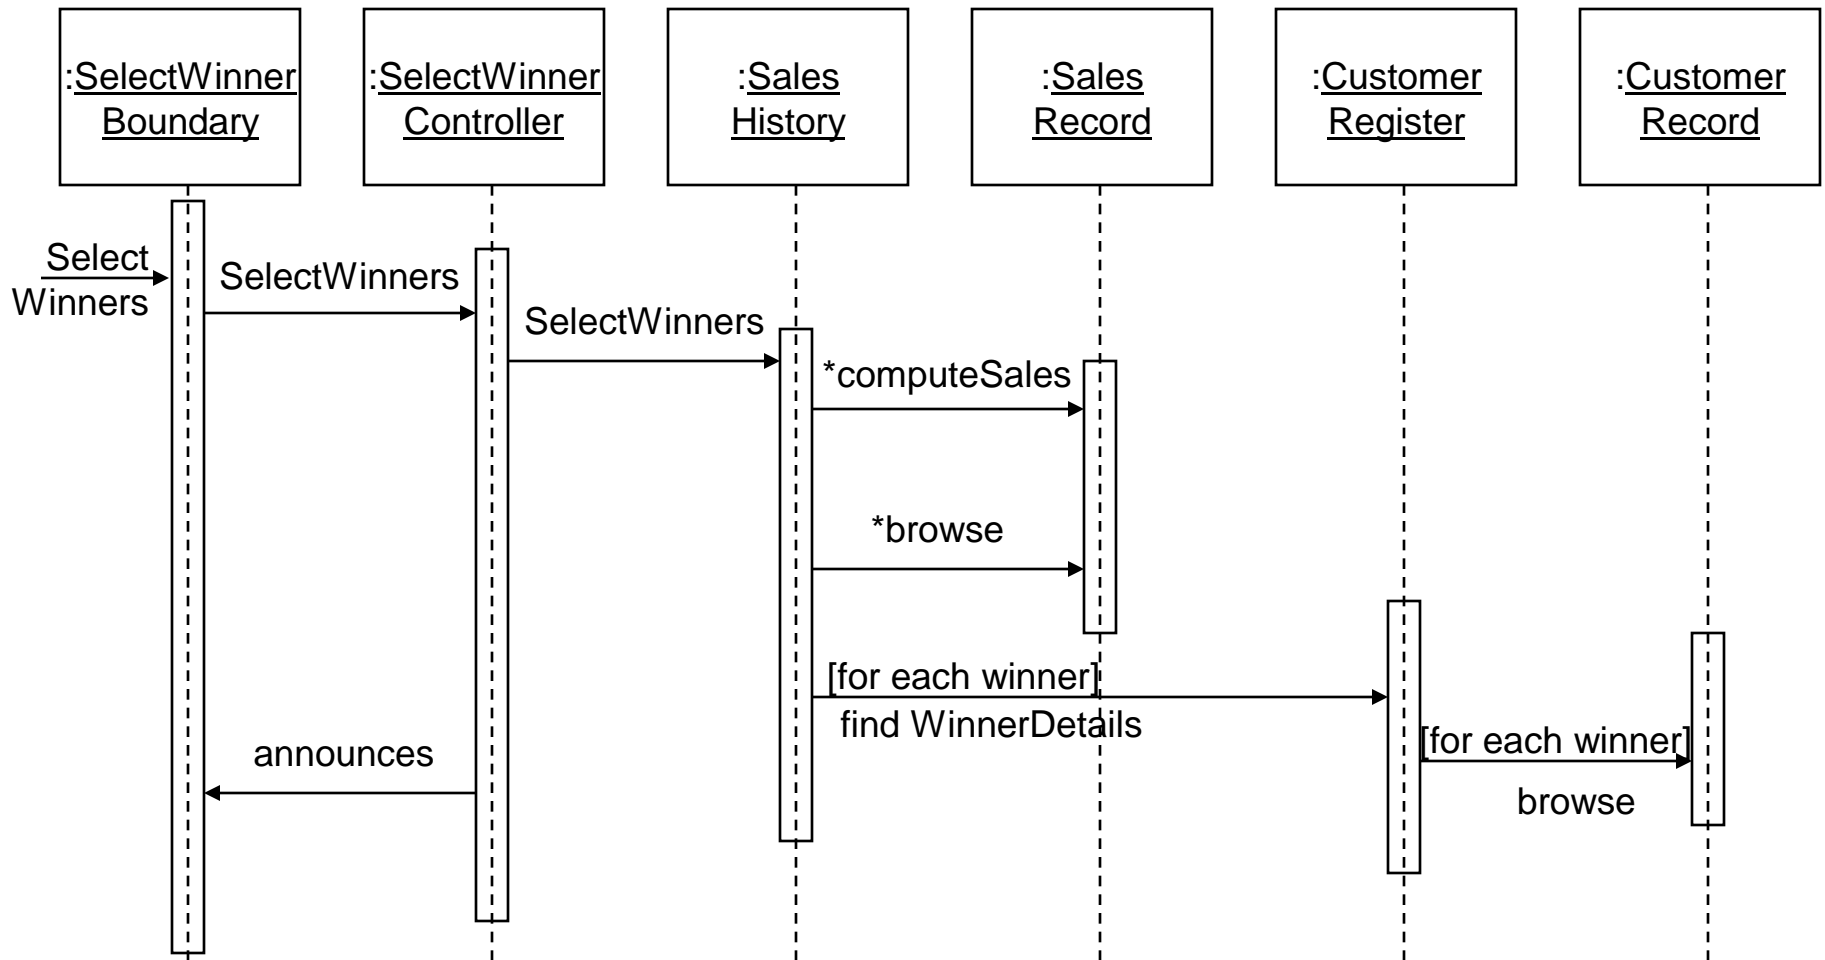 :SelectWinner
Boundary
:SelectWinner
Controller
:Sales
History
:Sales
Record
:Customer
Register
:Customer
Record
Select
Winners
SelectWinners
SelectWinners
*computeSales
*browse
[for each winner]
find WinnerDetails
[for each winner]
browse
announces